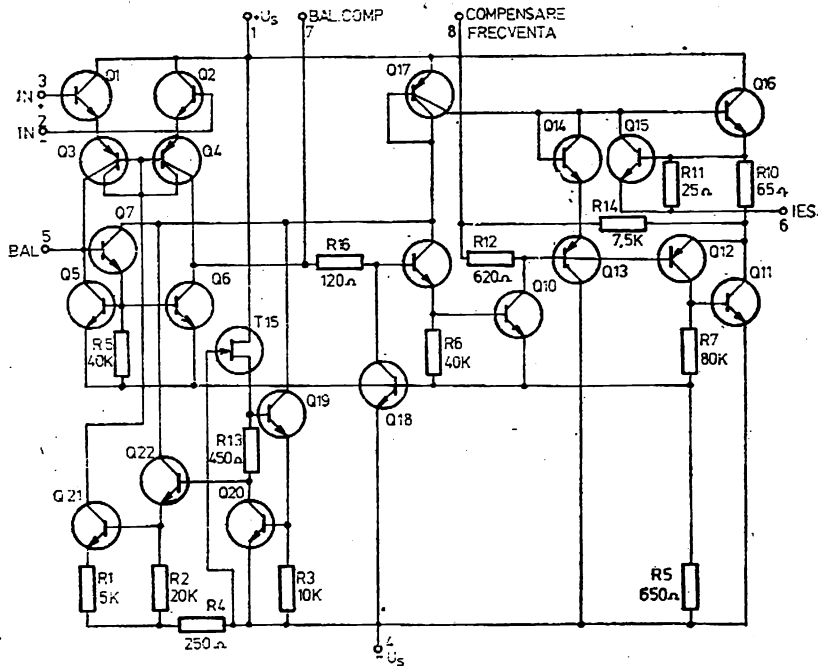 +Us
1
BAL.COMP
7
8
COMPENSARE
FRECVENTA
3
IN
+
2
IN
-
Q1
Q2
Q3
Q4
Q17
Q16
Q14
Q15
R11
25Ω
R10
65Ω
R14
7,5K
IES.
6
Q7
5
BAL
Q5
Q6
R16
120Ω
R12
620Ω
Q10
Q13
Q12
Q11
T15
R5
40K
R6
40K
R7
80K
Q19
Q18
R13
450Ω
Q22
Q20
Q21
R1
5K
R2
20K
R4
250Ω
R3
10K
R5
650Ω
4
- Us